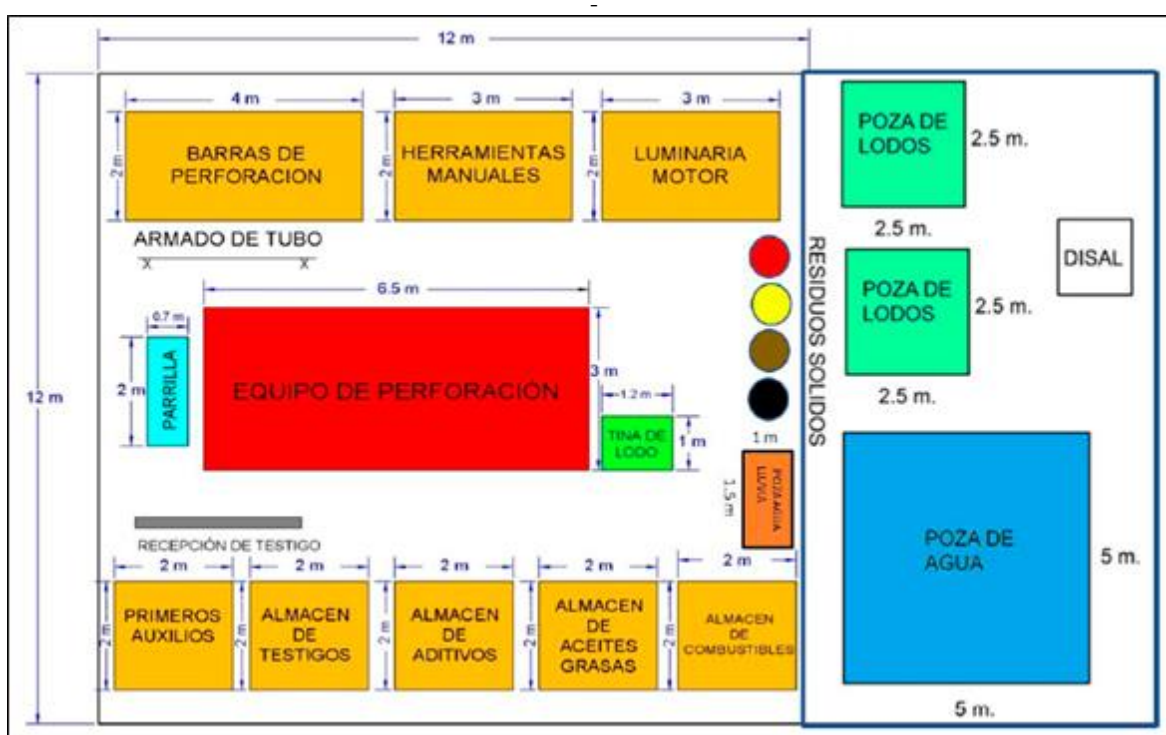 12 m
12 m
4 m
2 m
BARRAS DE
PERFORACION
3 m
2 m
HERRAMIENTAS
MANUALES
3 m
2 m
LUMINARIA
MOTOR
ARMADO DE TUBO
X X
6.5 m
3 m
EQUIPO DE PERFORACIÓN
0.7 m
2 m
PARRILLA
1.2 m
1 m
TINA DE
LODO
RESIDUOS SOLIDOS
1 m
1.5 m
POZA AGUA
LLUVIA
RECEPCIÓN DE TESTIGO
2 m
2 m
PRIMEROS
AUXILIOS
2 m
2 m
ALMACEN
DE
TESTIGOS
2 m
2 m
ALMACEN
DE
ADITIVOS
2 m
2 m
ALMACEN
DE
ACEITES
GRASAS
2 m
2 m
ALMACEN
DE
COMBUSTIBLES
POZA DE
LODOS
2.5 m.
2.5 m.
DISAL
POZA DE
LODOS
2.5 m.
2.5 m.
POZA DE
AGUA
5 m.
5 m.